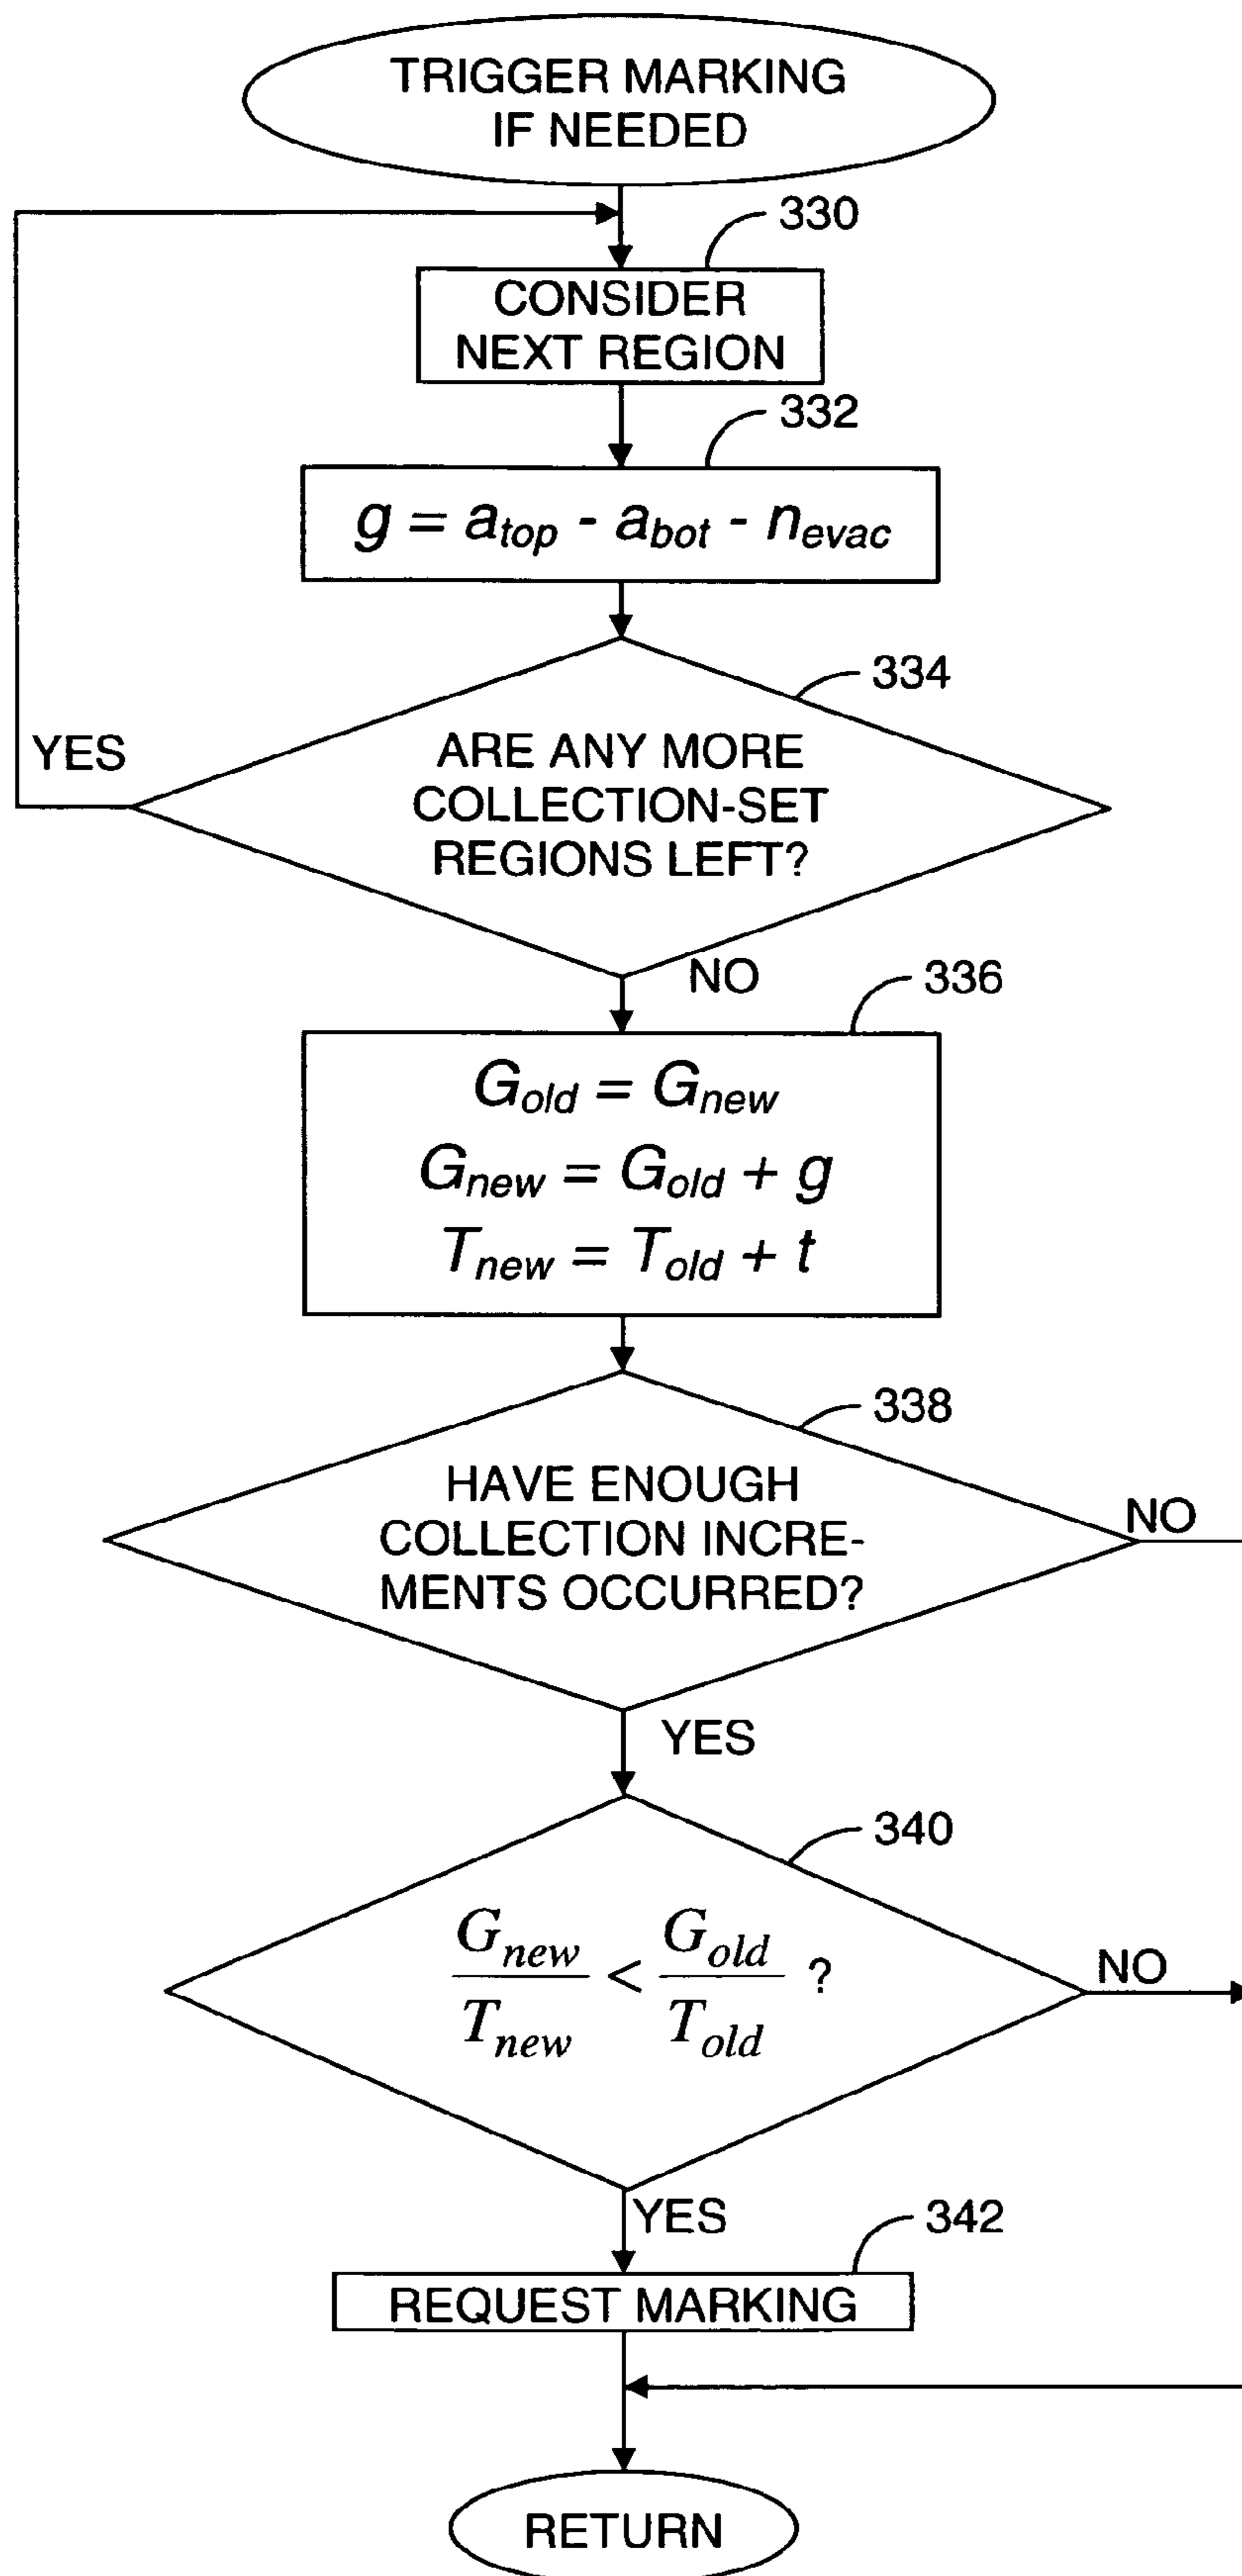 TRIGGER MARKING
IF NEEDED
330
CONSIDER
NEXT REGION
332
g = a_top - a_bot - n_evac
334
YES
ARE ANY MORE
COLLECTION-SET
REGIONS LEFT?
NO
336
G_old = G_new
G_new = G_old + g
T_new = T_old + t
338
HAVE ENOUGH
COLLECTION INCRE-
MENTS OCCURRED?
NO
YES
340
G_new / T_new < G_old / T_old ?
NO
YES
342
REQUEST MARKING
RETURN